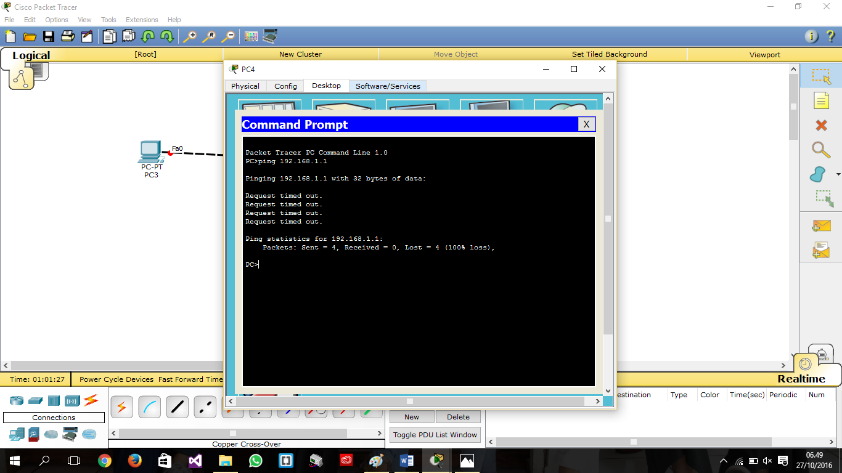 Cisco Packet Tracer
File Edit Options View Tools Extensions Help
Logical [Root] New Cluster Move Object Set Tiled Background Viewport
PC4
Physical Config Desktop Software/Services
Command Prompt X
Packet Tracer PC Command Line 1.0
PC>ping 192.168.1.1
Pinging 192.168.1.1 with 32 bytes of data:
Request timed out.
Request timed out.
Request timed out.
Request timed out.
Ping statistics for 192.168.1.1:
Packets: Sent = 4, Received = 0, Lost = 4 (100% loss),
PC>
Fa0
PC-PT
PC3
Time: 01:01:27 Power Cycle Devices Fast Forward Time
Realtime
Connections
Copper Cross-Over
New Delete
Toggle PDU List Window
estination Type Color Time(sec) Periodic Num
06.49
27/10/2016